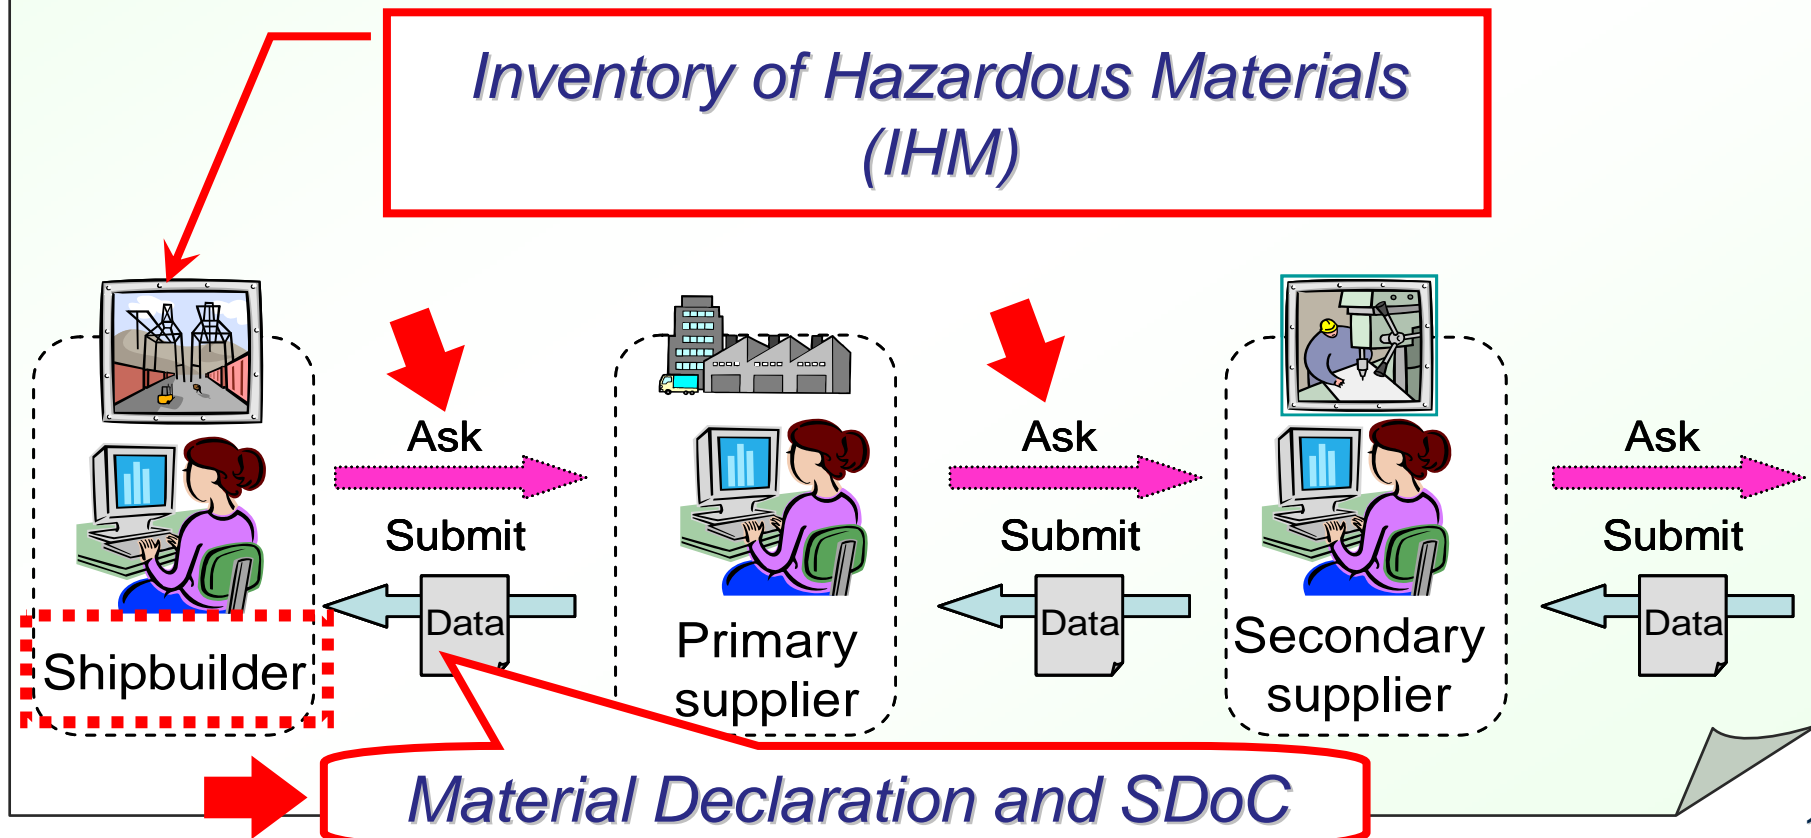 Inventory of Hazardous Materials
(IHM)
Ask
Ask
Ask
Submit
Submit
Submit
Data
Data
Data
Shipbuilder
Primary
supplier
Secondary
supplier
Material Declaration and SDoC